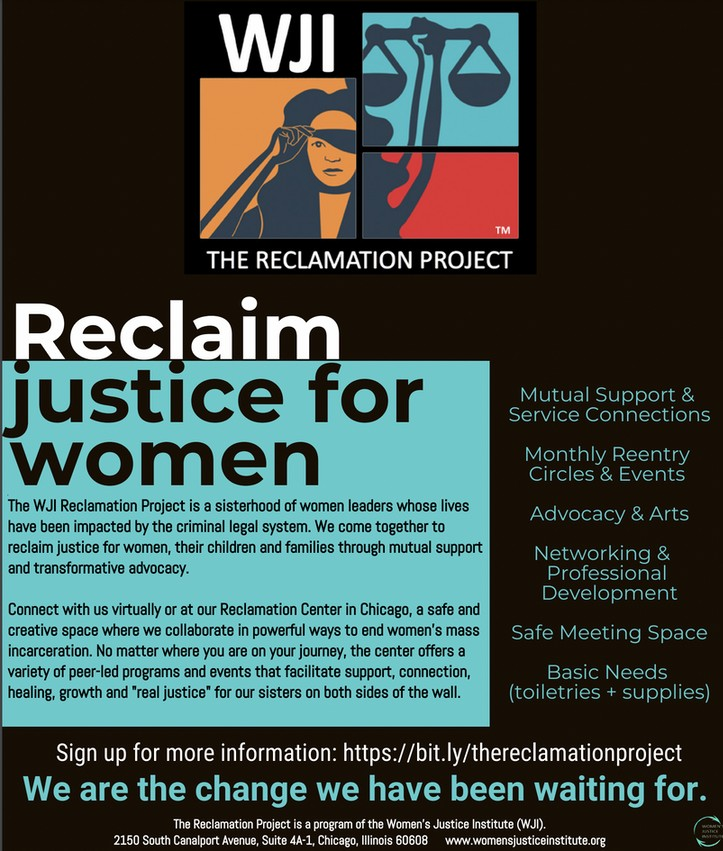 WJI
TM
THE RECLAMATION PROJECT
Reclaim
justice for
women
The WJI Reclamation Project is a sisterhood of women leaders whose lives
have been impacted by the criminal legal system. We come together to
reclaim justice for women, their children and families through mutual support
and transformative advocacy.
Connect with us virtually or at our Reclamation Center in Chicago, a safe and
creative space where we collaborate in powerful ways to end women's mass
incarceration. No matter where you are on your journey, the center offers a
variety of peer-led programs and events that facilitate support, connection,
healing, growth and "real justice" for our sisters on both sides of the wall.
Mutual Support &
Service Connections
Monthly Reentry
Circles & Events
Advocacy & Arts
Networking &
Professional
Development
Safe Meeting Space
Basic Needs
(toiletries + supplies)
Sign up for more information: https://bit.ly/thereclamationproject
We are the change we have been waiting for.
The Reclamation Project is a program of the Women's Justice Institute (WJI).
2150 South Canalport Avenue, Suite 4A-1, Chicago, Illinois 60608 www.womensjusticeinstitute.org